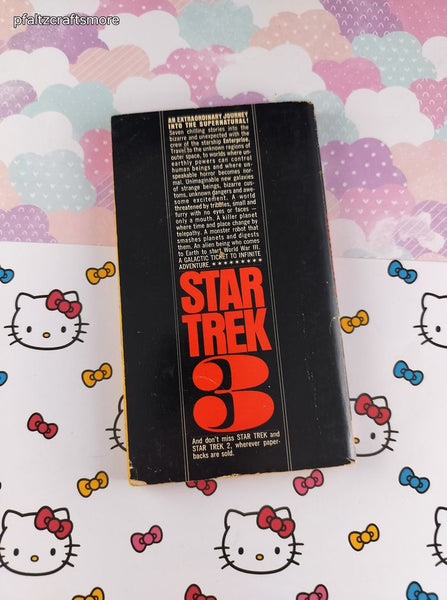 pfaltzcraftsmore
AN EXTRAORDINARY JOURNEY
INTO THE SUPERNATURAL!
Seven chilling stories into the
bizarre and unexpected with the
crew of the starship Enterprise.
Travel to the unknown regions of
outer space, to worlds where un-
earthly powers can control
human beings and where un-
speakable horror becomes nor-
mal. Unimaginable new galaxies
of strange beings, bizarre cus-
toms, unknown dangers and awe-
some excitement. A world
threatened by tribbles, small and
furry with no eyes or faces —
only a mouth. A killer planet
where time and place change by
telepathy. A monster robot that
smashes planets and digests
them. An alien being who comes
to Earth to start World War III.
A GALACTIC TICKET TO INFINITE
ADVENTURE. ★★★★★★★★★★
STAR
TREK
3
And don't miss STAR TREK and
STAR TREK 2, wherever paper-
backs are sold.